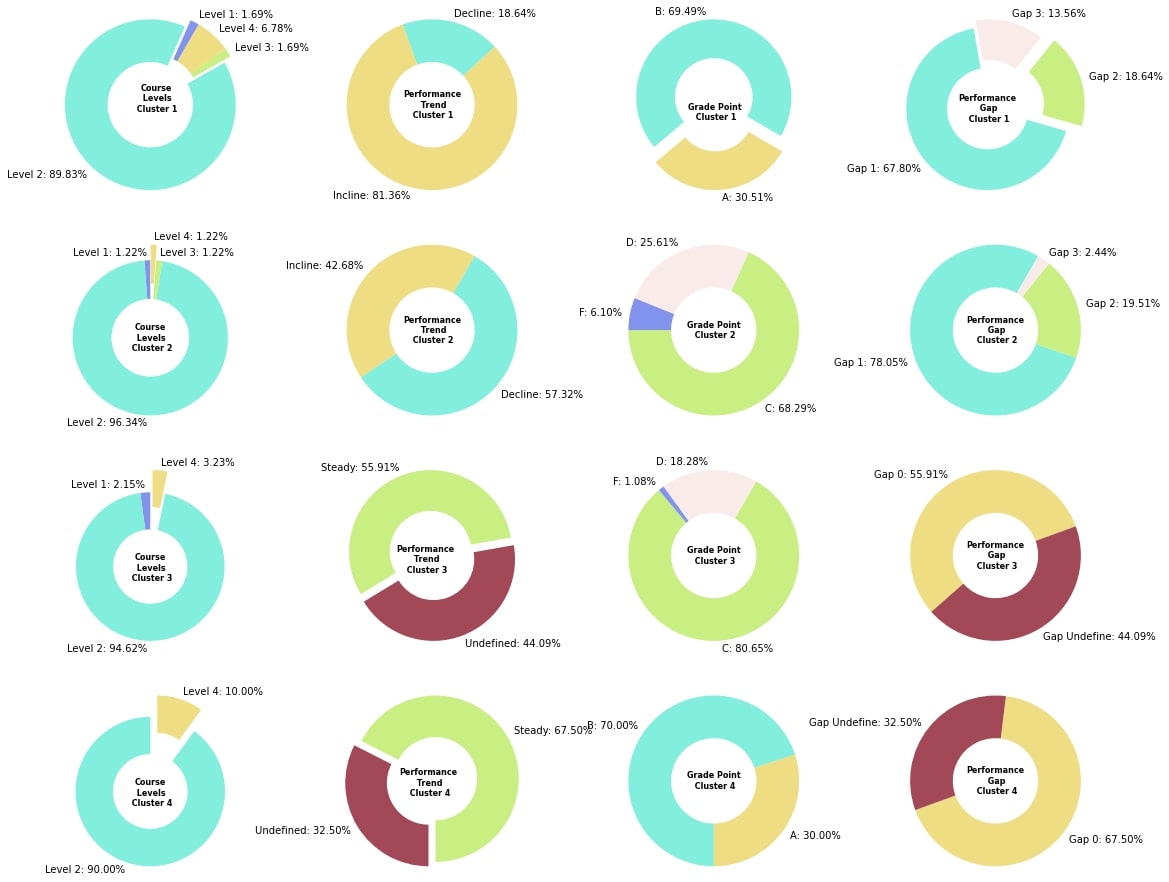 Level 1: 1.69%
Level 4: 6.78%
Level 3: 1.69%
Course
Levels
Cluster 1
Level 2: 89.83%
Decline: 18.64%
Performance
Trend
Cluster 1
Incline: 81.36%
B: 69.49%
Grade Point
Cluster 1
A: 30.51%
Gap 3: 13.56%
Gap 2: 18.64%
Performance
Gap
Cluster 1
Gap 1: 67.80%
Level 4: 1.22%
Level 1: 1.22%
Level 3: 1.22%
Course
Levels
Cluster 2
Level 2: 96.34%
Incline: 42.68%
Performance
Trend
Cluster 2
Decline: 57.32%
D: 25.61%
F: 6.10%
Grade Point
Cluster 2
C: 68.29%
Gap 3: 2.44%
Gap 2: 19.51%
Performance
Gap
Cluster 2
Gap 1: 78.05%
Level 4: 3.23%
Level 1: 2.15%
Course
Levels
Cluster 3
Level 2: 94.62%
Steady: 55.91%
Performance
Trend
Cluster 3
Undefined: 44.09%
D: 18.28%
F: 1.08%
Grade Point
Cluster 3
C: 80.65%
Gap 0: 55.91%
Performance
Gap
Cluster 3
Gap Undefine: 44.09%
Level 4: 10.00%
Course
Levels
Cluster 4
Level 2: 90.00%
Steady: 67.50%
Performance
Trend
Cluster 4
Undefined: 32.50%
B: 70.00%
Grade Point
Cluster 4
A: 30.00%
Gap Undefine: 32.50%
Performance
Gap
Cluster 4
Gap 0: 67.50%